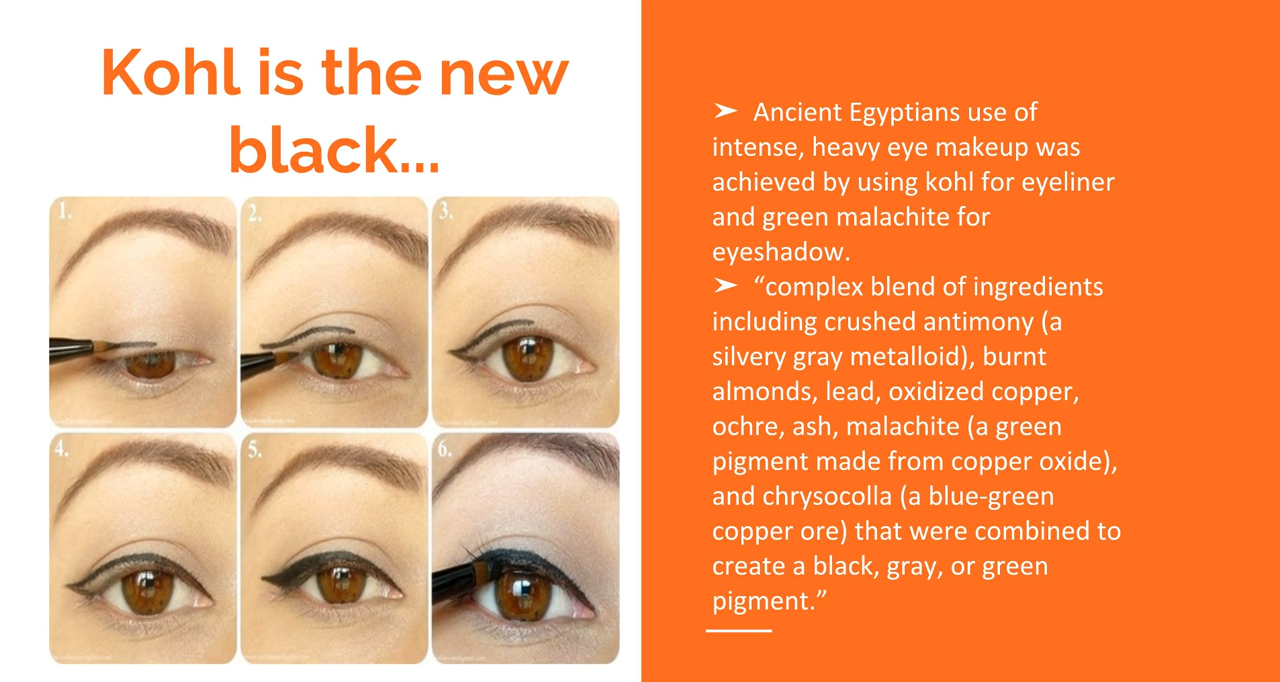 Kohl is the new
black...
1.
2.
3.
4.
5.
6.
➤ Ancient Egyptians use of
intense, heavy eye makeup was
achieved by using kohl for eyeliner
and green malachite for
eyeshadow.
➤ “complex blend of ingredients
including crushed antimony (a
silvery gray metalloid), burnt
almonds, lead, oxidized copper,
ochre, ash, malachite (a green
pigment made from copper oxide),
and chrysocolla (a blue-green
copper ore) that were combined to
create a black, gray, or green
pigment.”